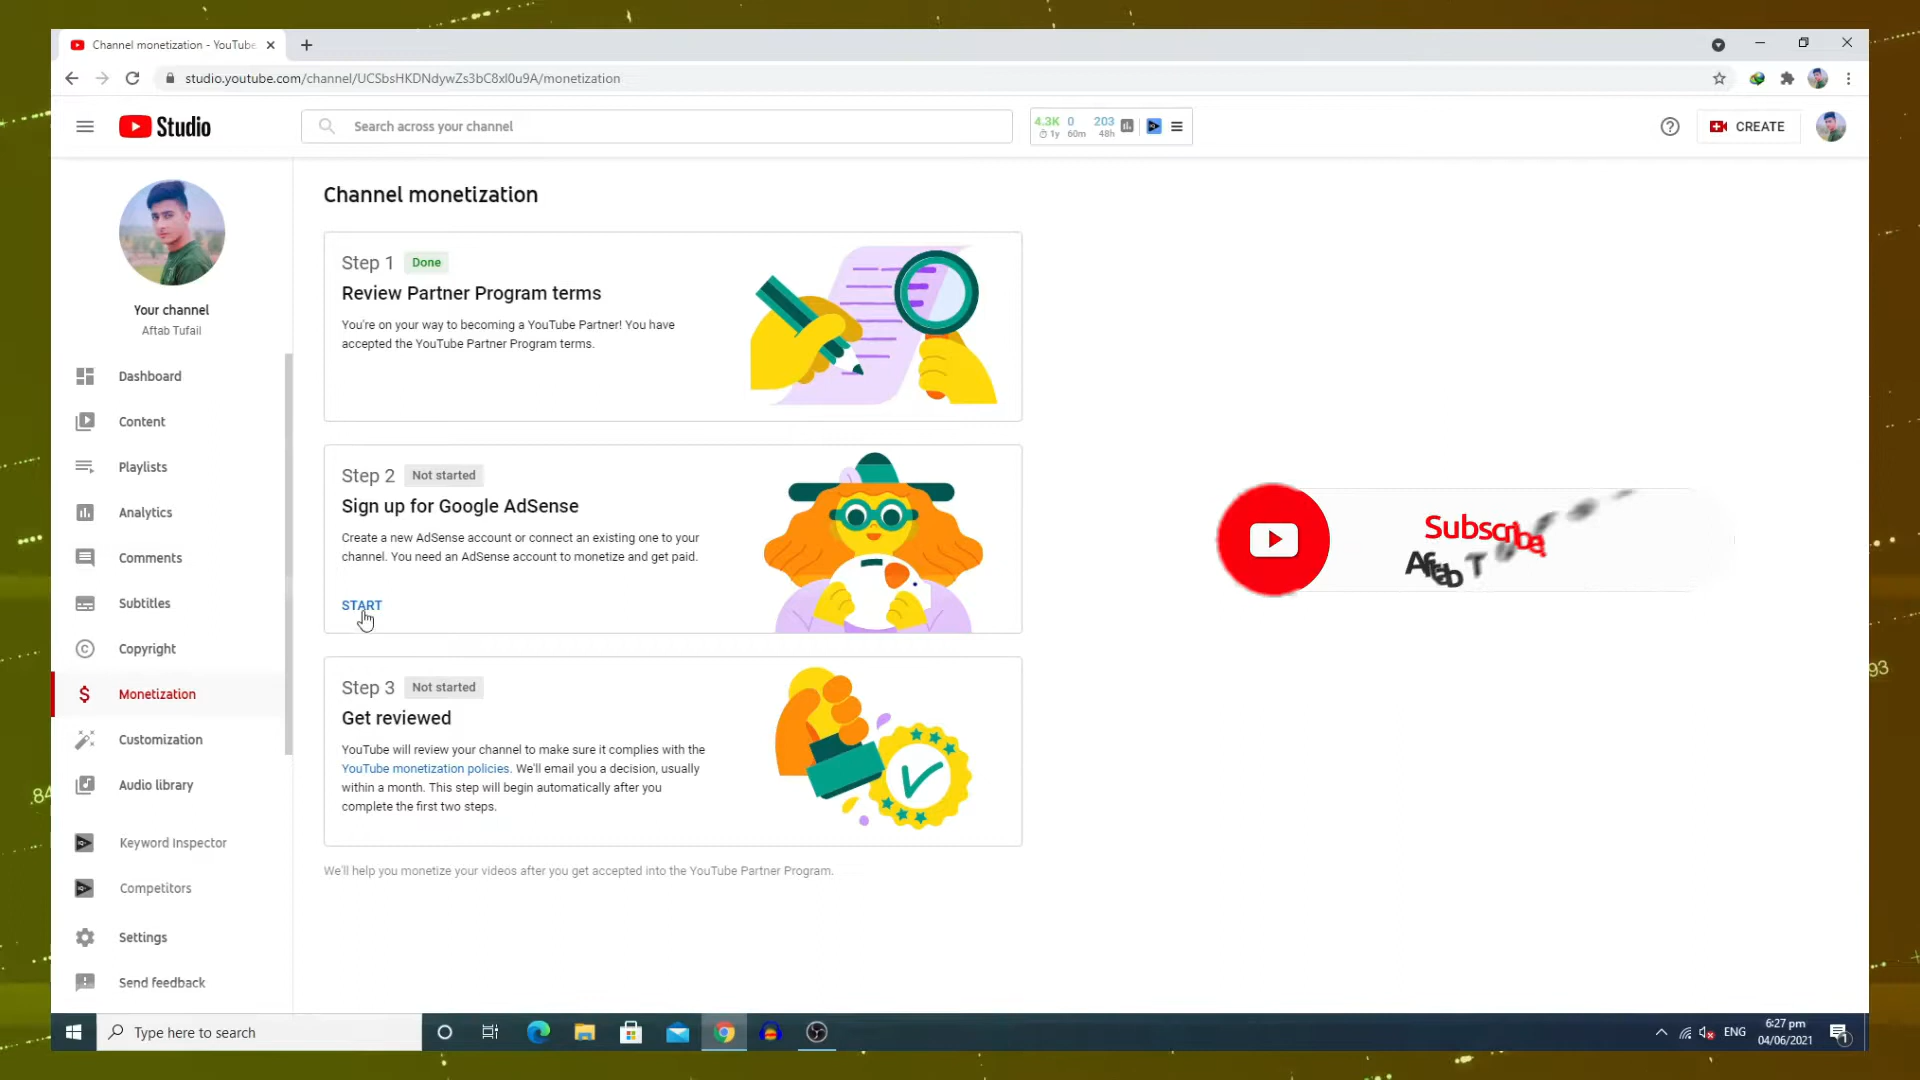 Channel monetization - YouTube
studio.youtube.com/channel/UCSbsHKDNdywZs3bC8xl0u9A/monetization
Studio
Search across your channel
4.3K 0 203
1y 60m 48h
CREATE
Your channel
Aftab Tufail
Dashboard
Content
Playlists
Analytics
Comments
Subtitles
Copyright
Monetization
Customization
Audio library
Keyword Inspector
Competitors
Settings
Send feedback
Channel monetization
Step 1 Done
Review Partner Program terms
You're on your way to becoming a YouTube Partner! You have
accepted the YouTube Partner Program terms.
Step 2 Not started
Sign up for Google AdSense
Create a new AdSense account or connect an existing one to your
channel. You need an AdSense account to monetize and get paid.
START
Step 3 Not started
Get reviewed
YouTube will review your channel to make sure it complies with the
YouTube monetization policies. We'll email you a decision, usually
within a month. This step will begin automatically after you
complete the first two steps.
We'll help you monetize your videos after you get accepted into the YouTube Partner Program.
Subscribe
Aftab T
Type here to search
ENG
6:27 pm
04/06/2021
1
.84
93